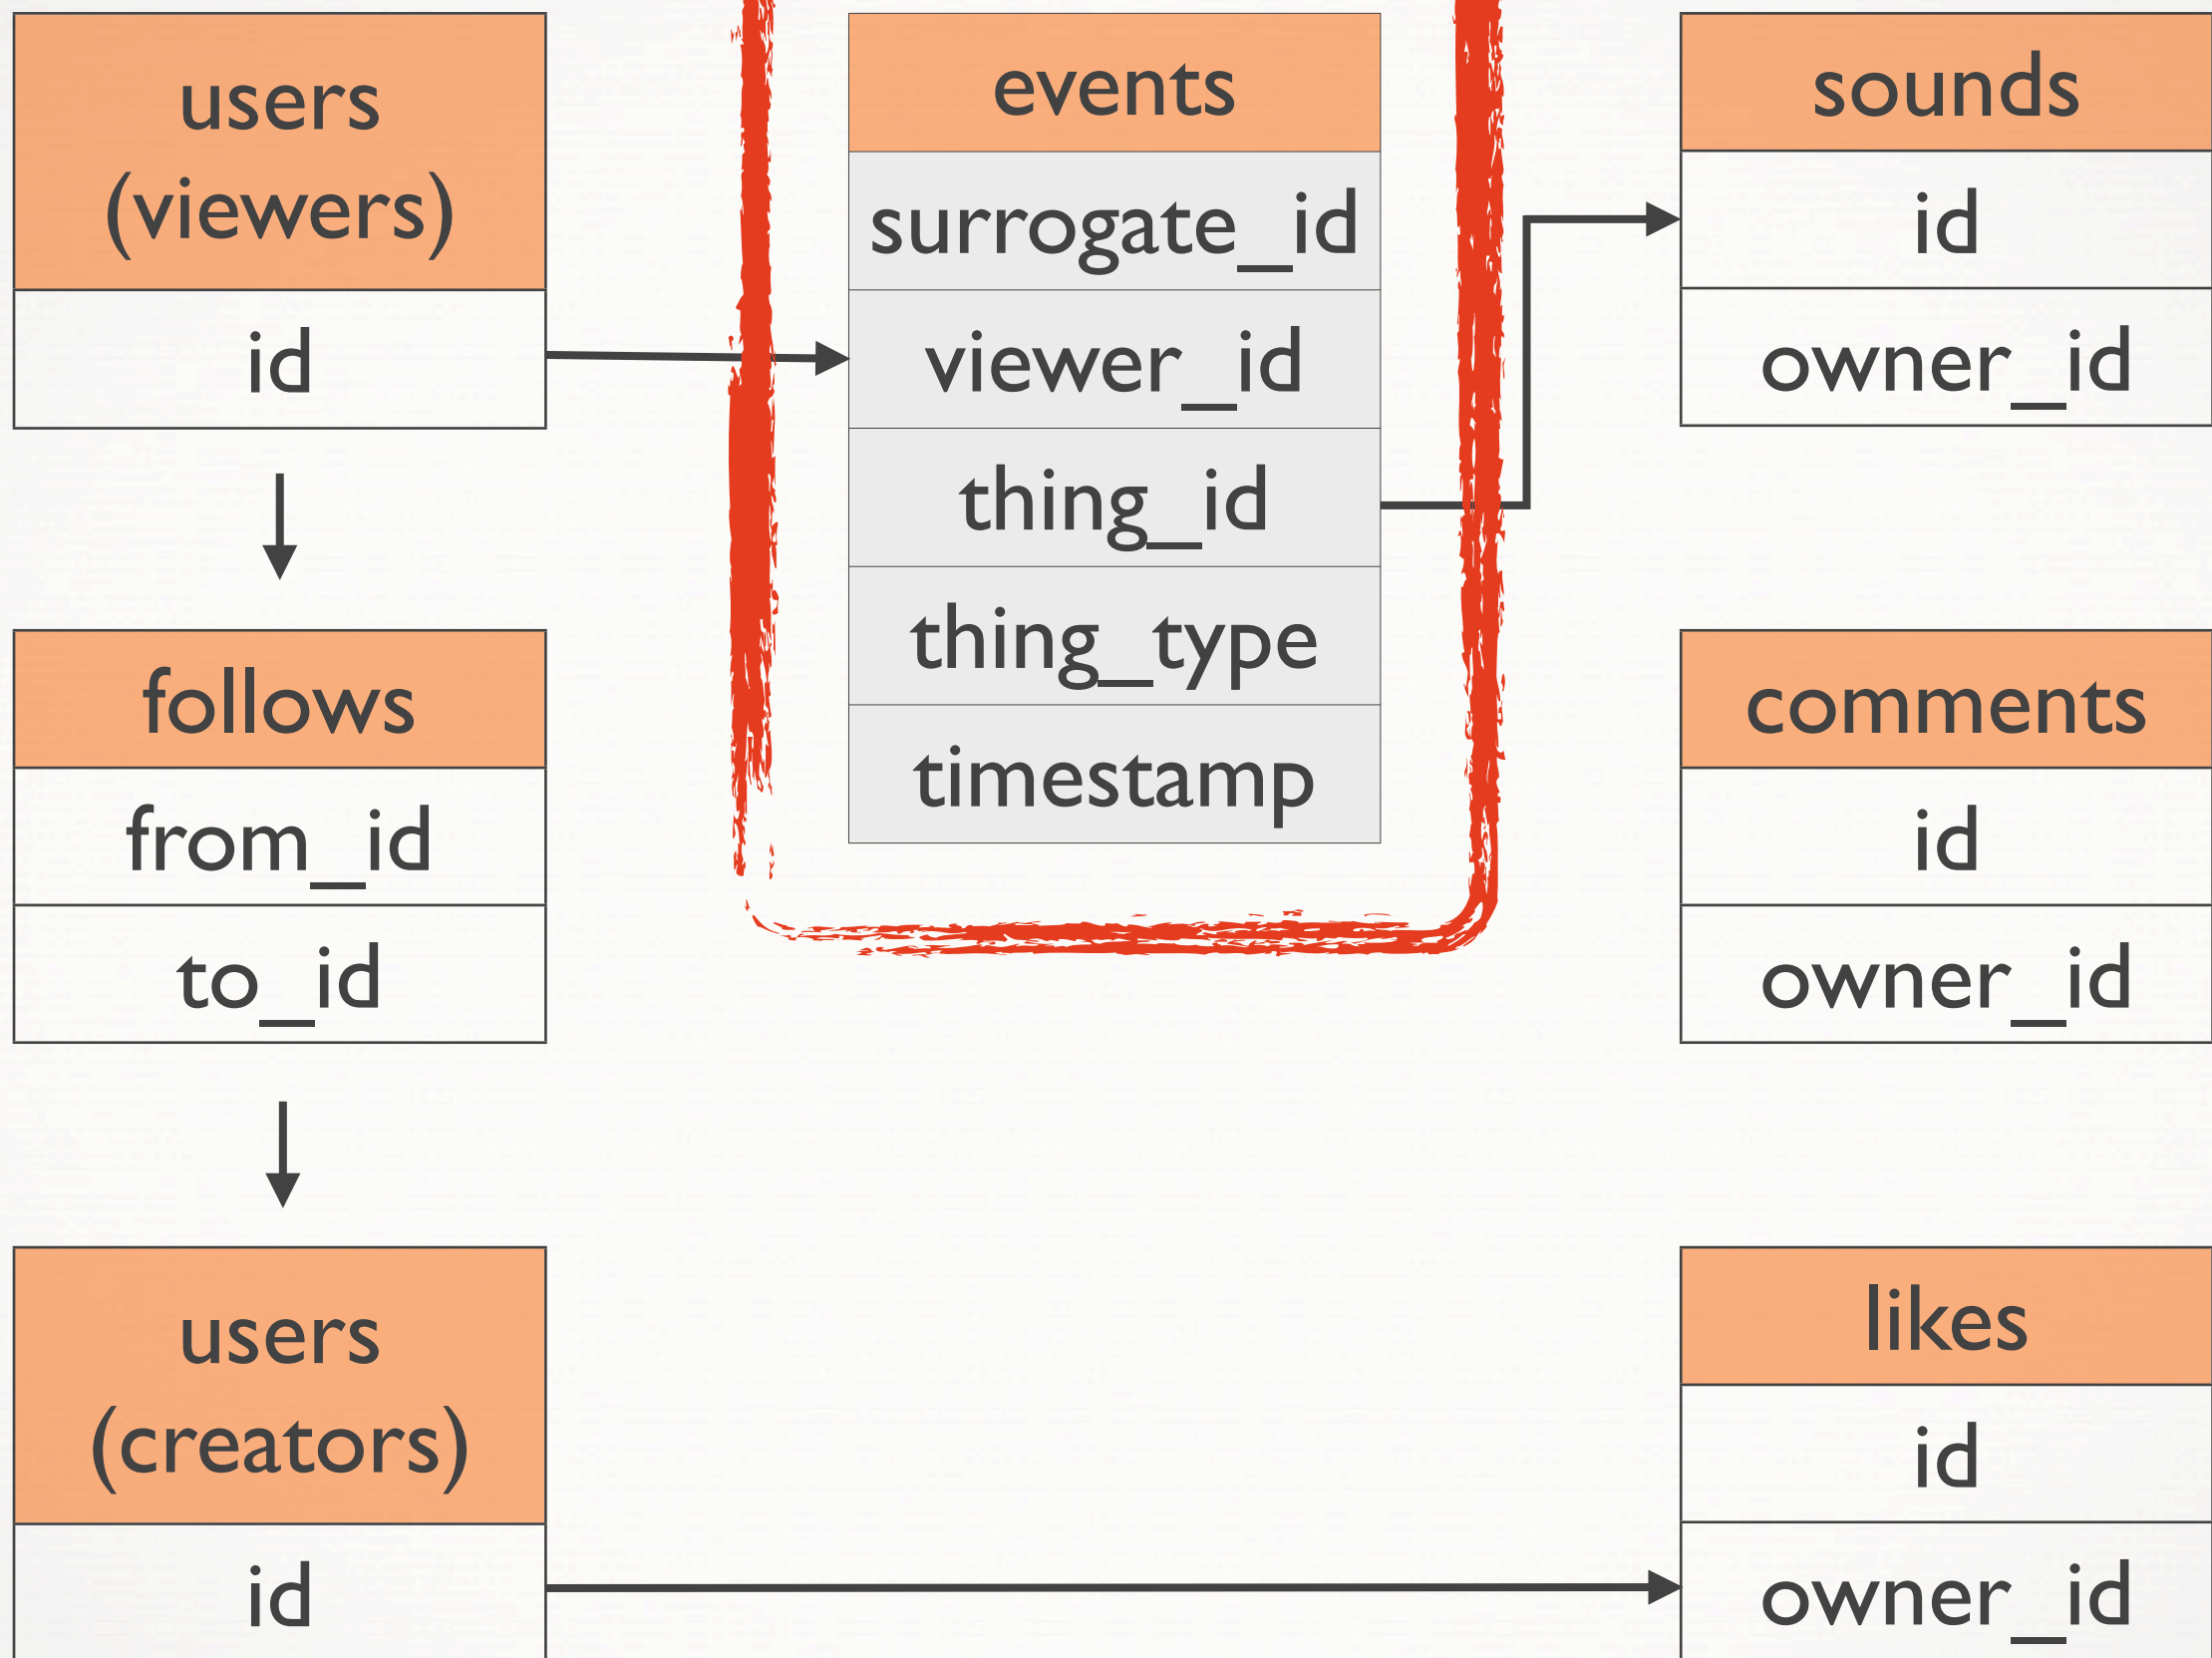 users
(viewers)
id
follows
from_id
to_id
users
(creators)
id
events
surrogate_id
viewer_id
thing_id
thing_type
timestamp
sounds
id
owner_id
comments
id
owner_id
likes
id
owner_id